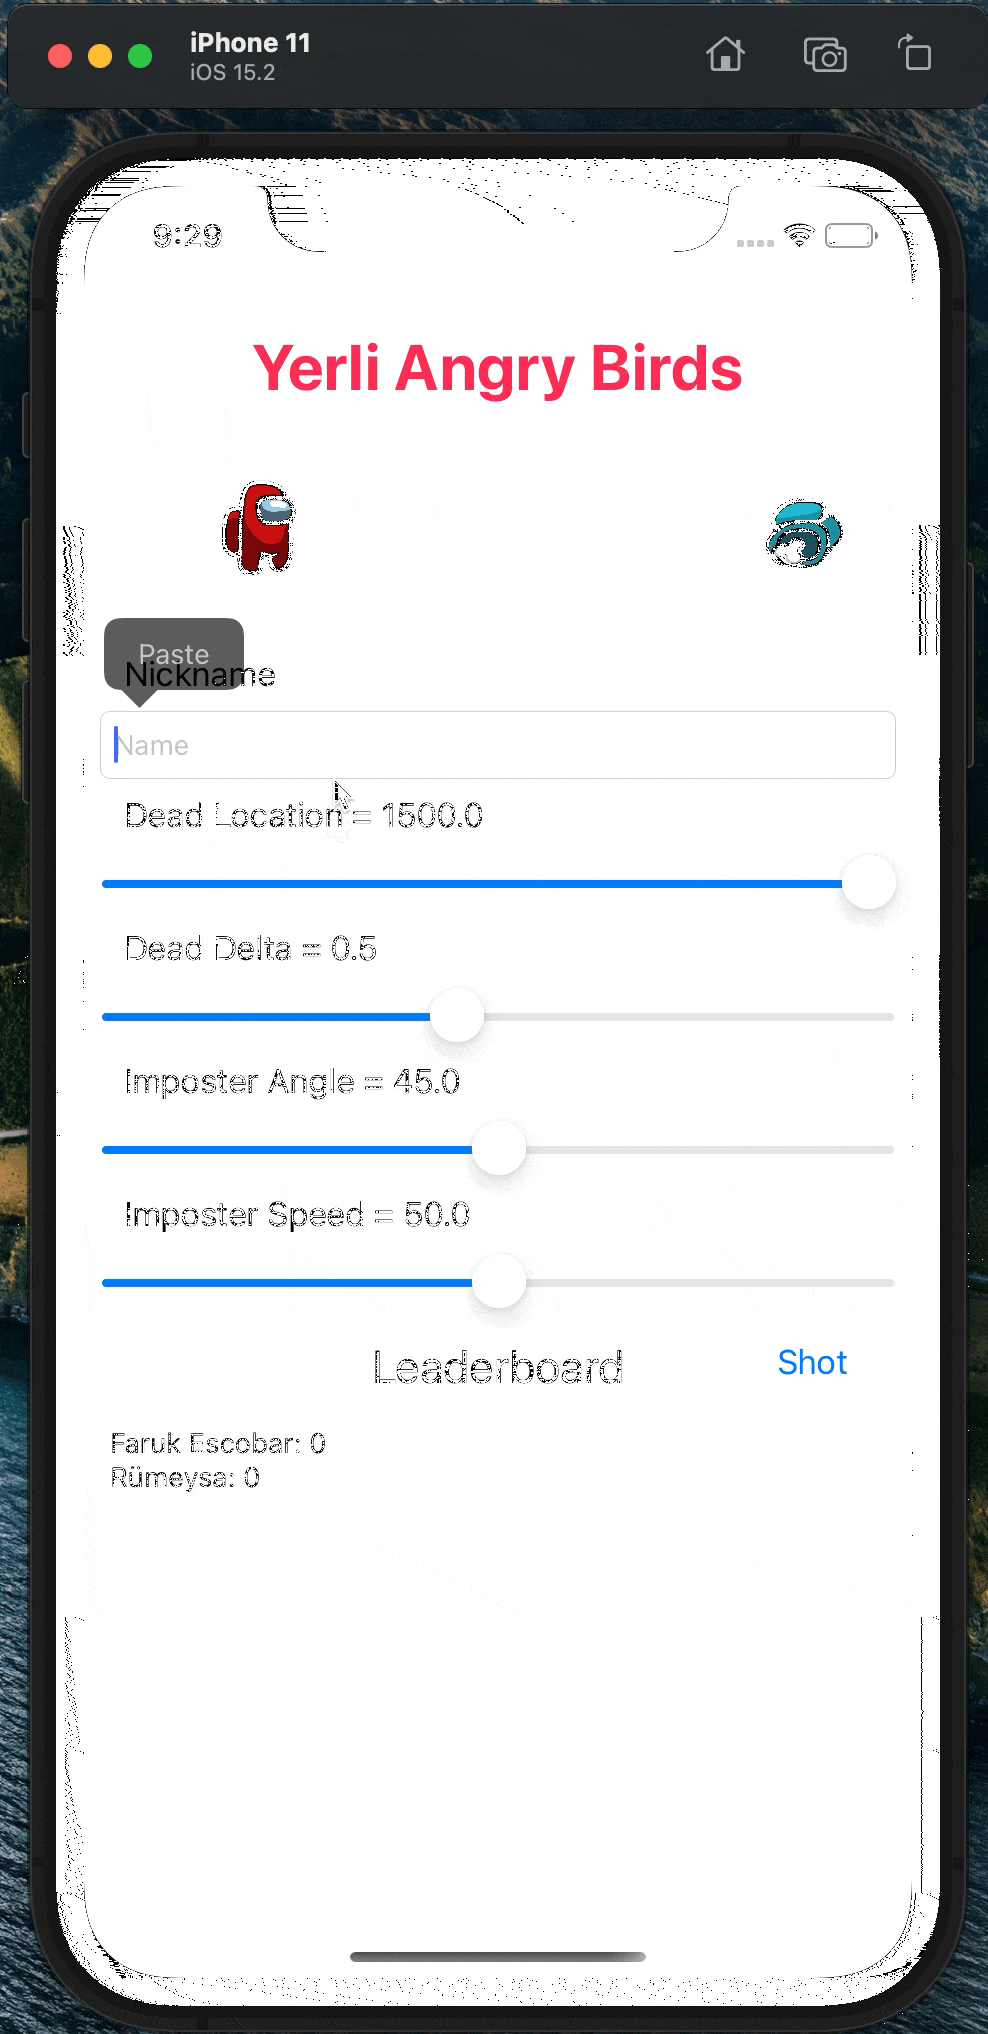 iPhone 11
iOS 15.2
9:29
Yerli Angry Birds
Paste
Nickname
Name
Dead Location = 1500.0
Dead Delta = 0.5
Imposter Angle = 45.0
Imposter Speed = 50.0
Leaderboard
Shot
Faruk Escobar: 0
Rümeysa: 0